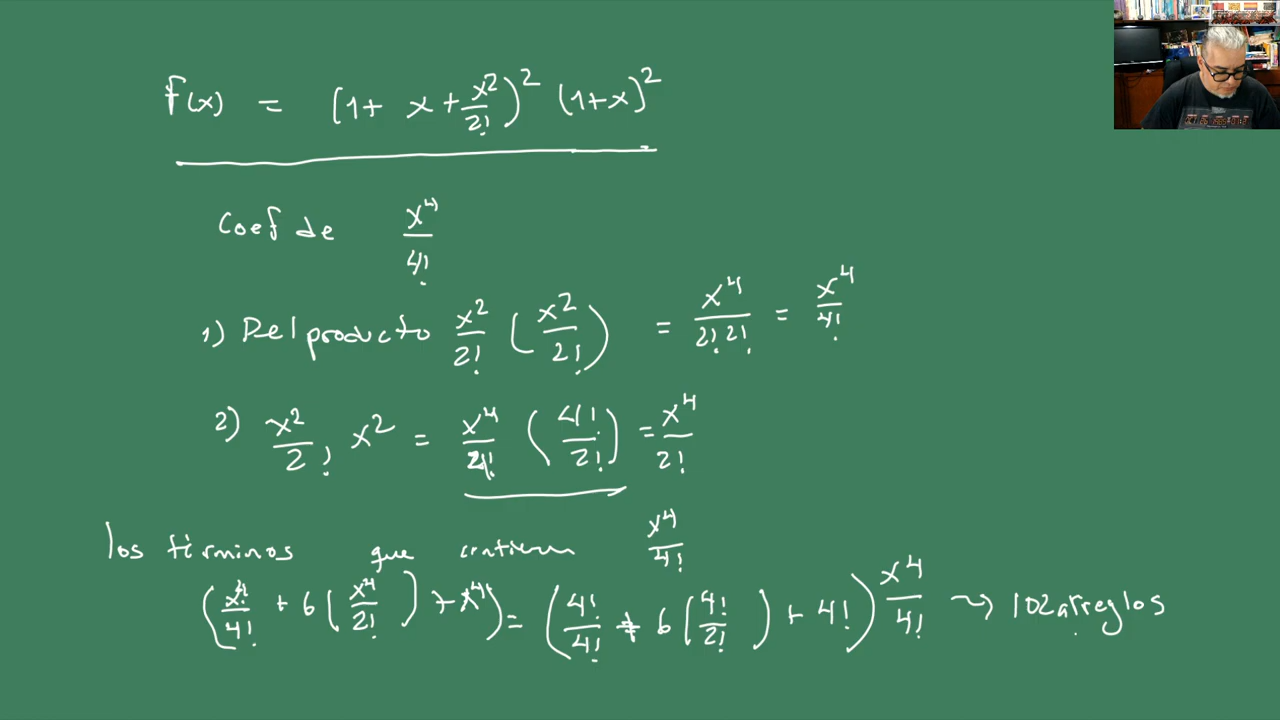 f(x) = (1 + x + x²/2!)² (1+x)²
Coef de x⁴/4!
1) Del producto x²/2! (x²/2!) = x⁴/2!2! = x⁴/4!
2) x²/2! x² = x⁴/4! (4!/2!) = x⁴/2!
los términos que contienen x⁴/4!
(x⁴/4! + 6(x⁴/2!) + x⁴) = (4!/4! + 6(4!/2!) + 4!) x⁴/4! ⇝ 102 arreglos